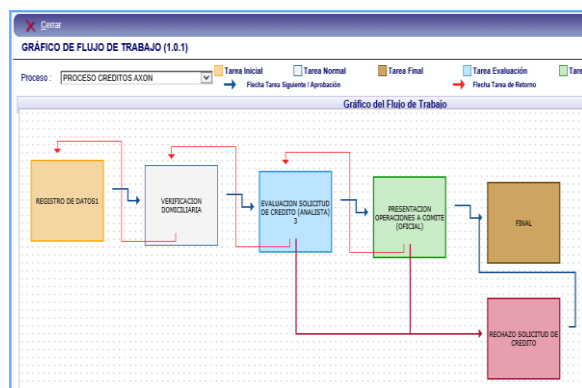 Cerrar
GRÁFICO DE FLUJO DE TRABAJO (1.0.1)
Proceso : PROCESO CREDITOS AXON
Tarea Inicial Tarea Normal Tarea Final Tarea Evaluación Tare
Flecha Tarea Siguiente / Aprobación Flecha Tarea de Retorno
Gráfico del Flujo de Trabajo
REGISTRO DE DATOS1
VERIFICACION
DOMICILIARIA
EVALUACION SOLICITUD
DE CREDITO (ANALISTA)
3
PRESENTACION
OPERACIONES A COMITE
(OFICIAL)
FINAL
RECHAZO SOLICITUD DE
CREDITO